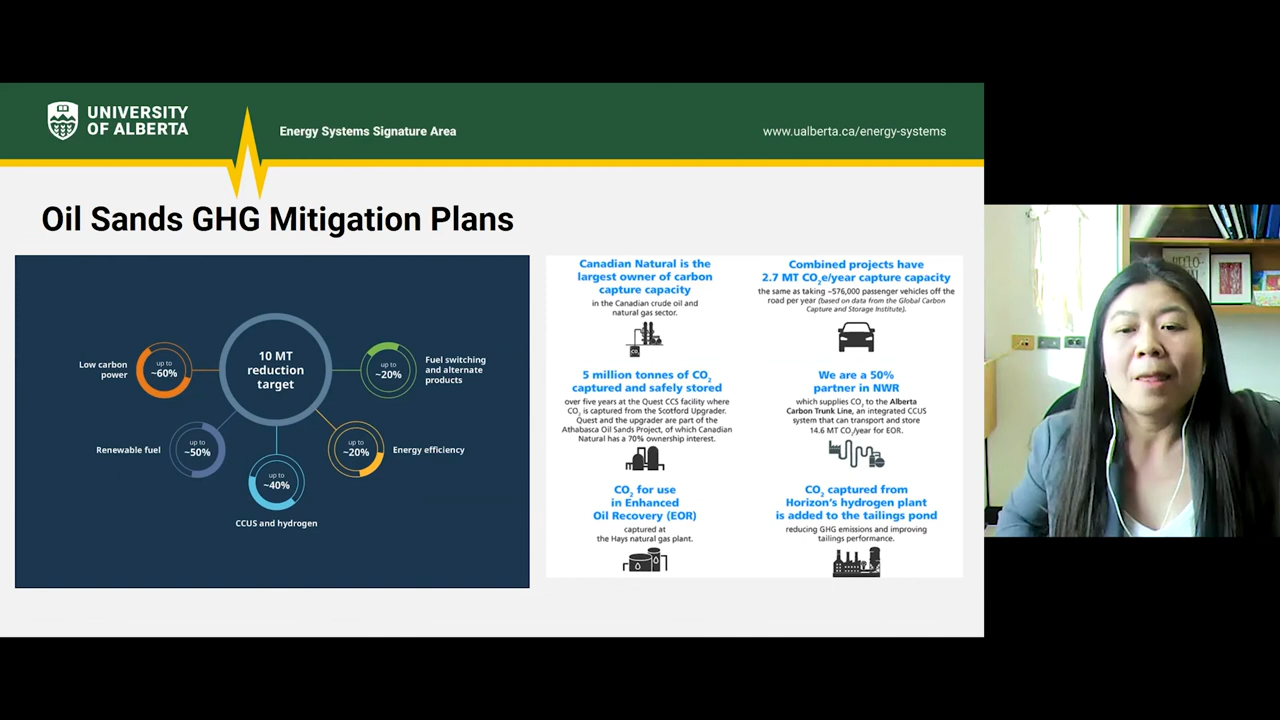 UNIVERSITY
OF ALBERTA
Energy Systems Signature Area
www.ualberta.ca/energy-systems
Oil Sands GHG Mitigation Plans
10 MT
reduction
target
Low carbon
power
up to
~60%
up to
~20%
Fuel switching
and alternate
products
Renewable fuel
up to
~50%
up to
~20%
Energy efficiency
up to
~40%
CCUS and hydrogen
Canadian Natural is the
largest owner of carbon
capture capacity
in the Canadian crude oil and
natural gas sector.
CO₂
Combined projects have
2.7 MT CO₂e/year capture capacity
the same as taking ~576,000 passenger vehicles off the
road per year (based on data from the Global Carbon
Capture and Storage Institute).
5 million tonnes of CO₂
captured and safely stored
over five years at the Quest CCS facility where
CO₂ is captured from the Scotford Upgrader.
Quest and the upgrader are part of the
Athabasca Oil Sands Project, of which Canadian
Natural has a 70% ownership interest.
We are a 50%
partner in NWR
which supplies CO₂ to the Alberta
Carbon Trunk Line, an integrated CCUS
system that can transport and store
14.6 MT CO₂/year for EOR.
CO₂ for use
in Enhanced
Oil Recovery (EOR)
captured at
the Hays natural gas plant.
CO₂ captured from
Horizon's hydrogen plant
is added to the tailings pond
reducing GHG emissions and improving
tailings performance.